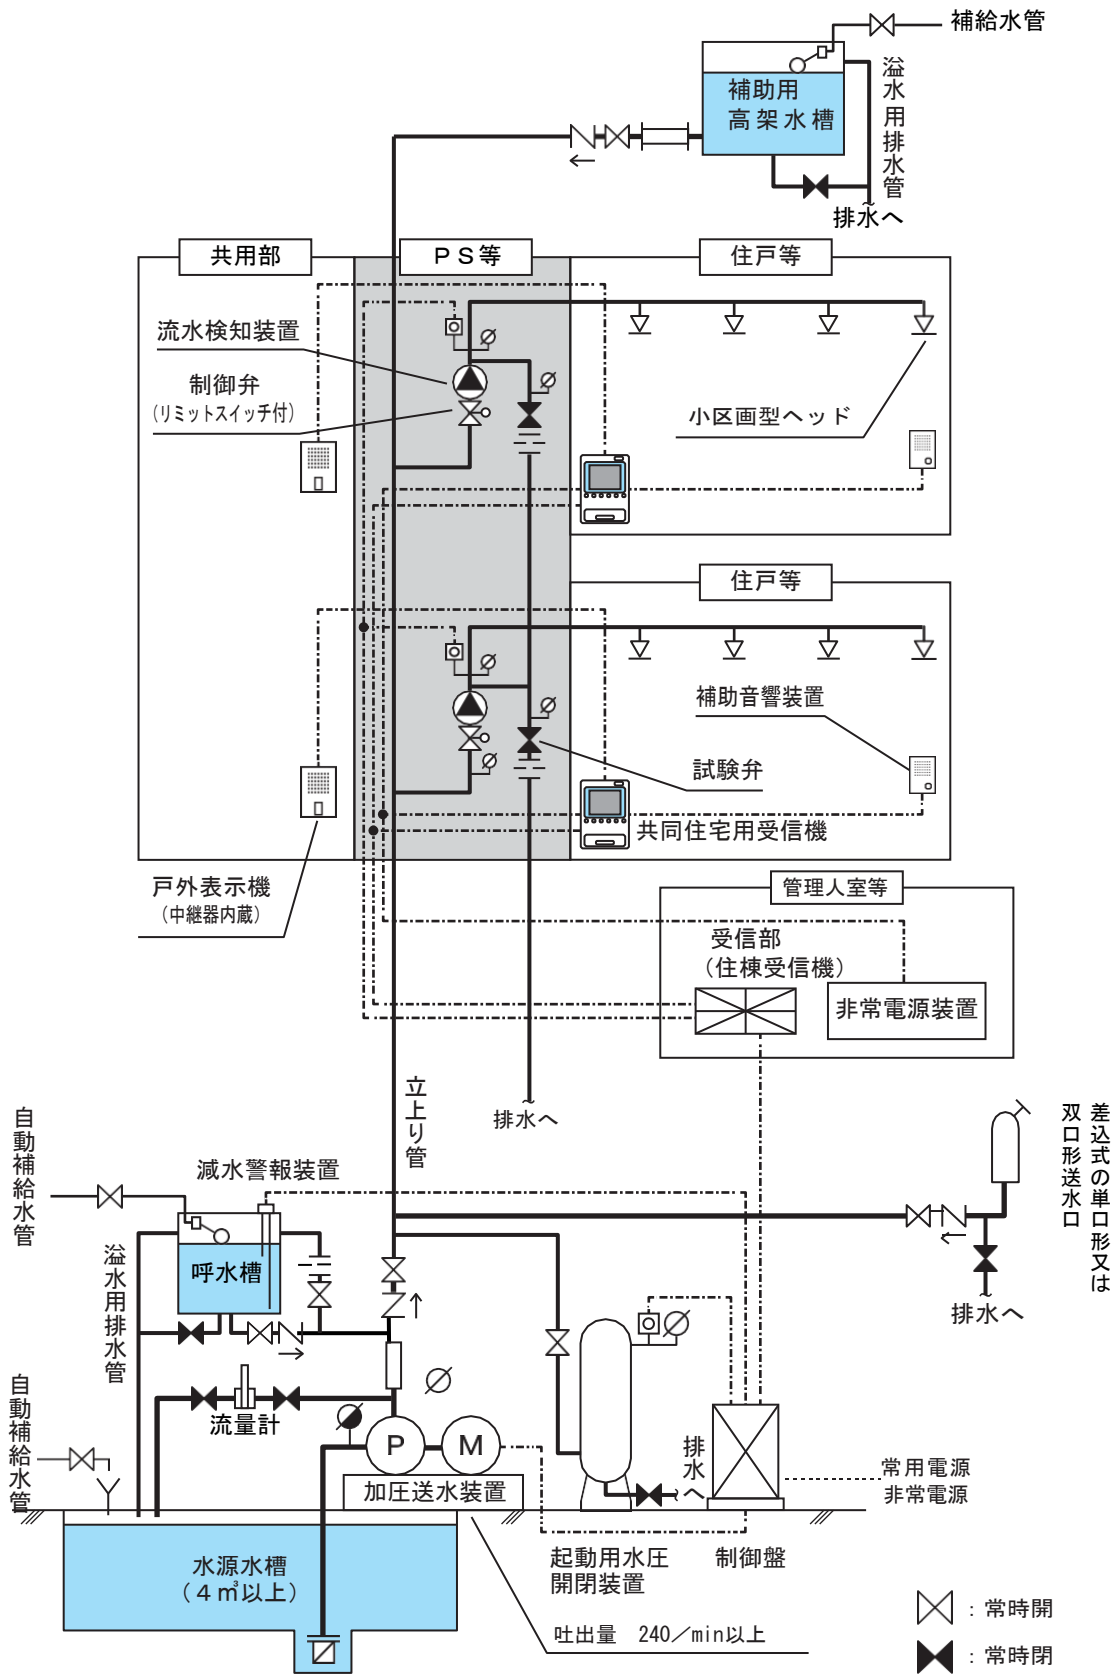 補給水管
補助用
高架水槽
溢水用排水管
排水へ
共用部
ＰＳ等
住戸等
流水検知装置
制御弁
(リミットスイッチ付)
小区画型ヘッド
住戸等
補助音響装置
試験弁
共同住宅用受信機
戸外表示機
(中継器内蔵)
管理人室等
受信部
(住棟受信機)
非常電源装置
立上り管
排水へ
差込式の単口形又は
双口形送水口
自動補給水管
減水警報装置
呼水槽
溢水用排水管
排水へ
自動補給水管
流量計
P
M
加圧送水装置
排水へ
常用電源
非常電源
水源水槽
(４㎥以上)
起動用水圧
開閉装置
制御盤
吐出量　240／min以上
：常時開
：常時閉